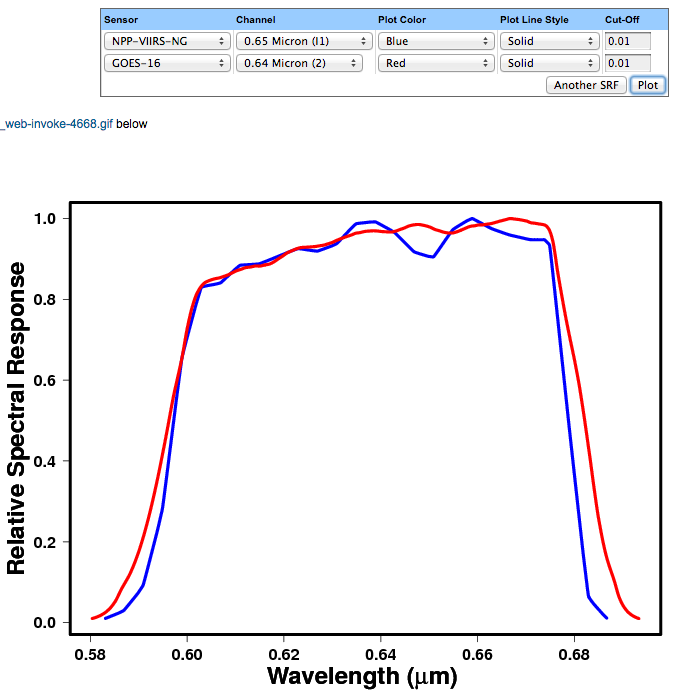 Sensor Channel Plot Color Plot Line Style Cut-Off
NPP-VIIRS-NG 0.65 Micron (I1) Blue Solid 0.01
GOES-16 0.64 Micron (2) Red Solid 0.01
Another SRF Plot
_web-invoke-4668.gif below
1.0
0.8
0.6
0.4
0.2
0.0
Relative Spectral Response
0.58 0.60 0.62 0.64 0.66 0.68
Wavelength (μm)